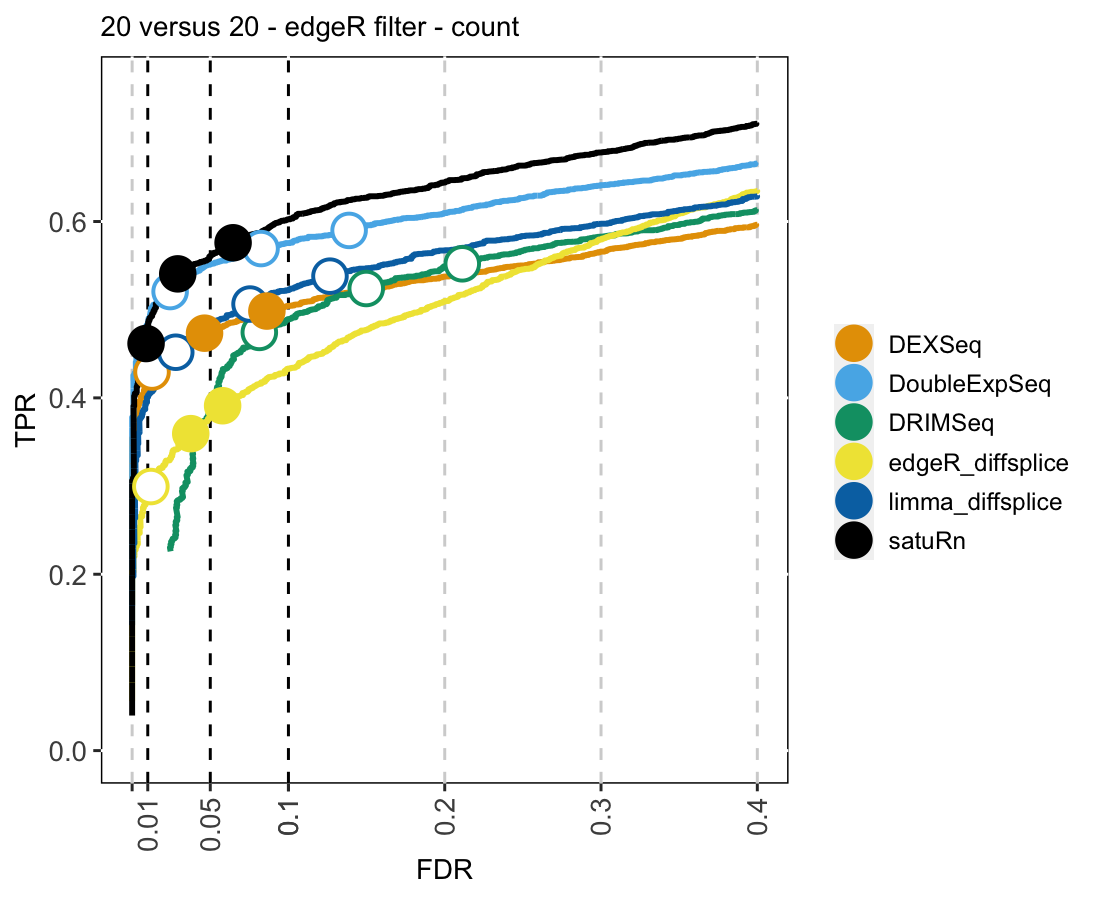 20 versus 20 - edgeR filter - count
TPR
0.6
0.4
0.2
0.0
0.01
0.05
0.1
0.2
0.3
0.4
FDR
DEXSeq
DoubleExpSeq
DRIMSeq
edgeR_diffsplice
limma_diffsplice
satuRn